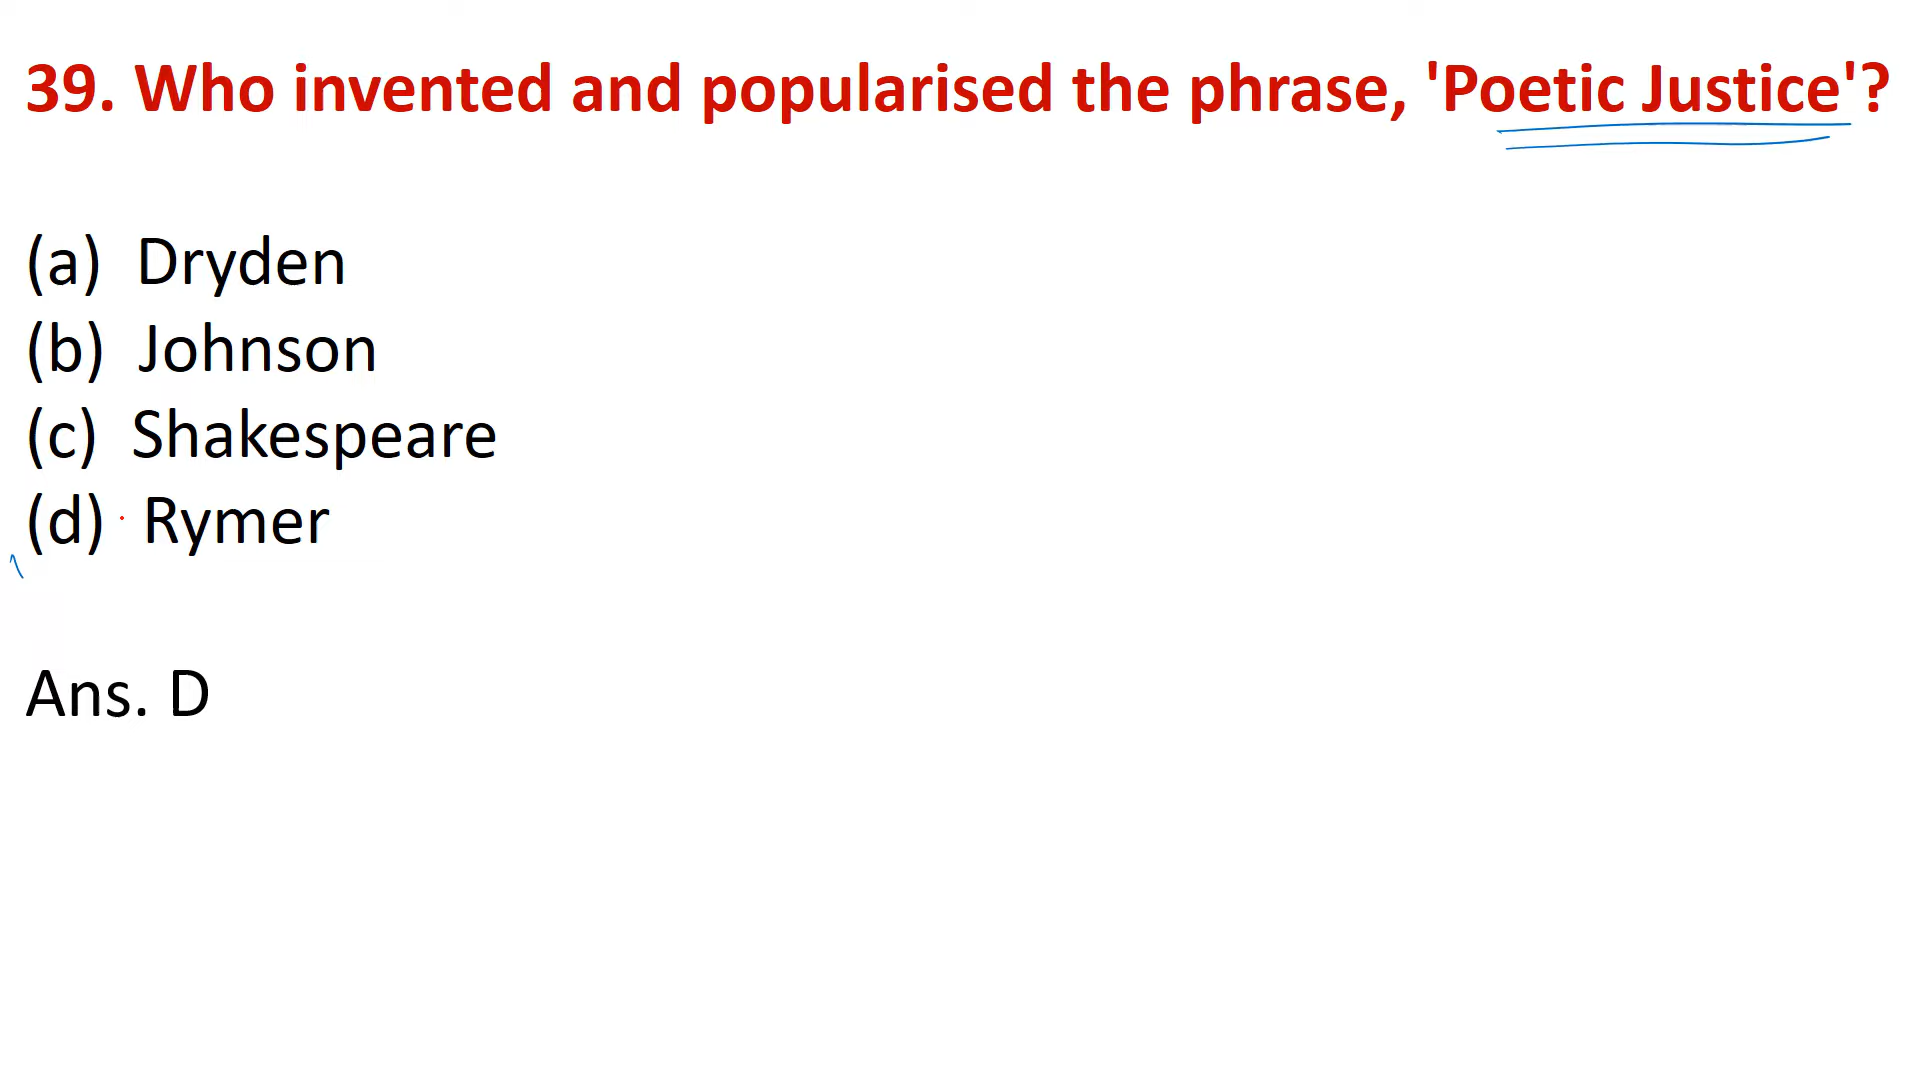 39. Who invented and popularised the phrase, 'Poetic Justice'?
(a) Dryden
(b) Johnson
(c) Shakespeare
(d) Rymer
Ans. D